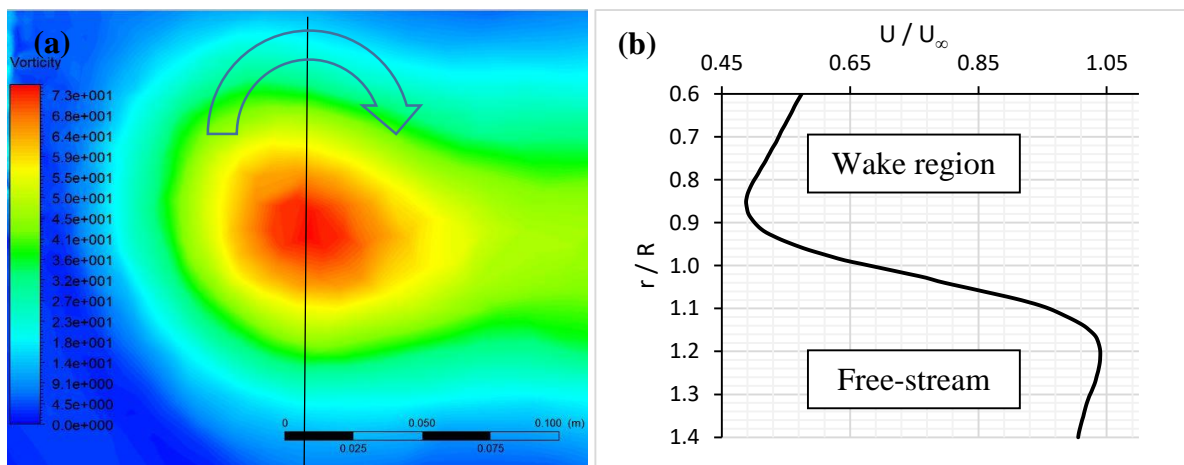 (a)
Vorticity
7.3e+001
6.4e+001
5.9e+001
5.5e+001
5.0e+001
4.5e+001
4.1e+001
3.6e+001
3.2e+001
2.7e+001
2.3e+001
1.8e+001
1.4e+001
9.1e+000
4.5e+000
0.0e+000
0 0.050 0.100 (m)
0.025 0.075
(b)
U / U∞
0.45 0.65 0.85 1.05
r / R
0.6
0.7
0.8
0.9
1.0
1.1
1.2
1.3
1.4
Wake region
Free-stream